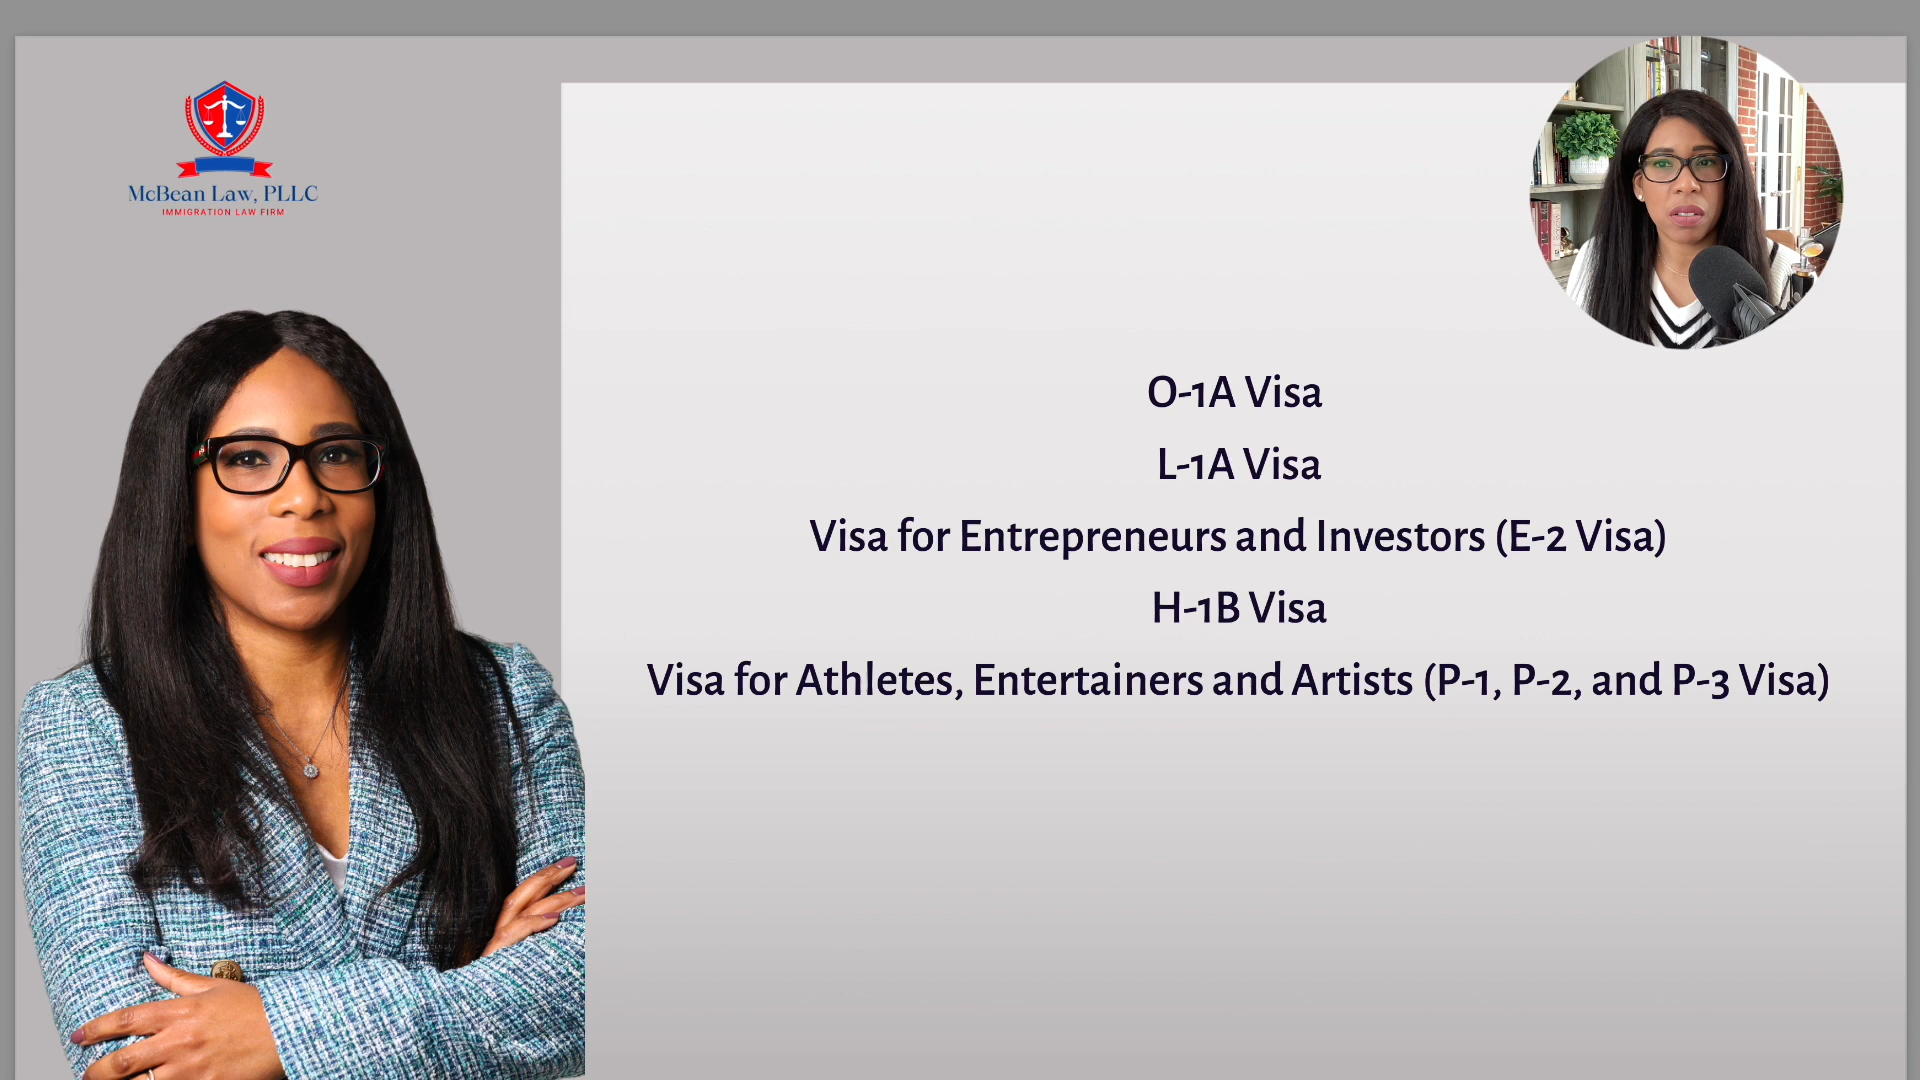 McBean Law, PLLC
IMMIGRATION LAW FIRM
O-1A Visa
L-1A Visa
Visa for Entrepreneurs and Investors (E-2 Visa)
H-1B Visa
Visa for Athletes, Entertainers and Artists (P-1, P-2, and P-3 Visa)